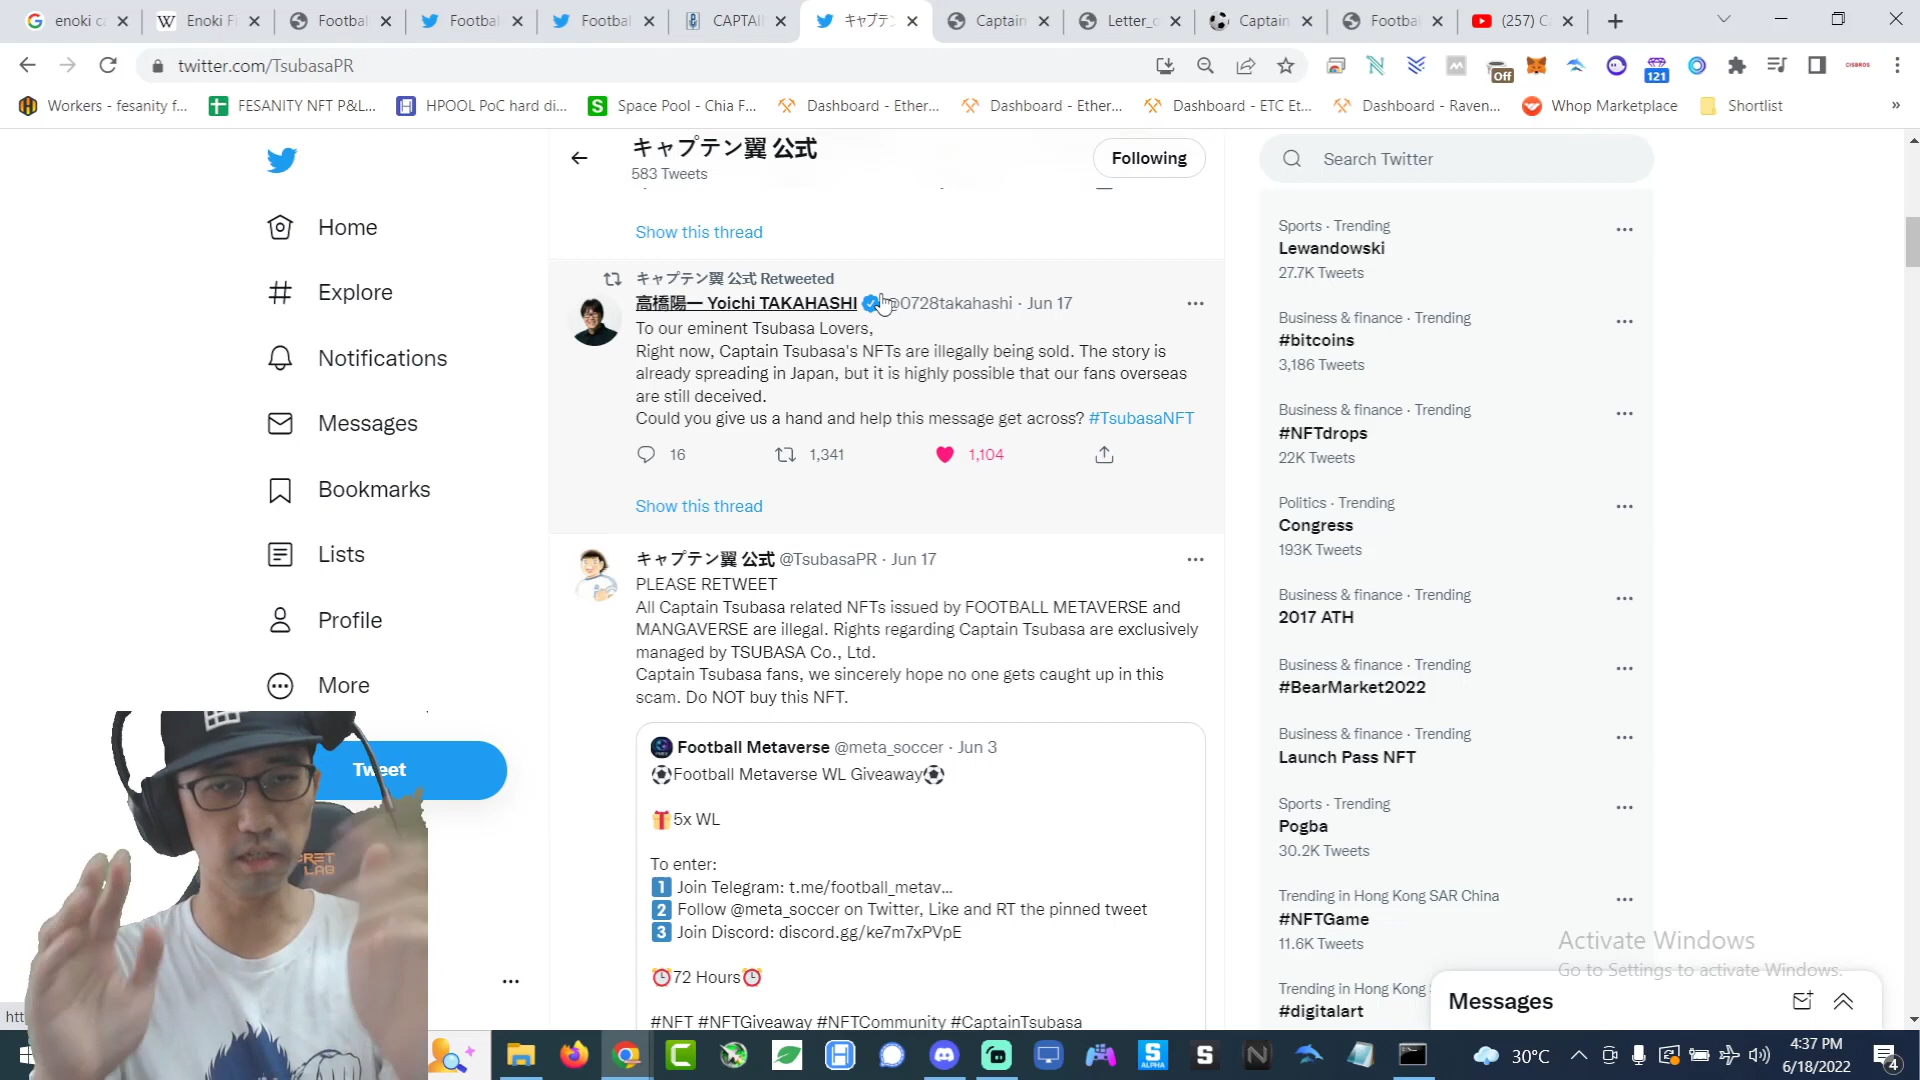 enoki c
Enoki F
Footbal
Footbal
Footbal
CAPTAI
キャプテン
Captain
Letter_o
Captain
Footbal
(257) C
twitter.com/TsubasaPR
Off
121
CISBROS
Workers - fesanity f...
FESANITY NFT P&L...
HPOOL PoC hard di...
Space Pool - Chia F...
Dashboard - Ether...
Dashboard - Ether...
Dashboard - ETC Et...
Dashboard - Raven...
Whop Marketplace
Shortlist
»
キャプテン翼 公式
583 Tweets
Following
Search Twitter
Home
Explore
Notifications
Messages
Bookmarks
Lists
Profile
More
Tweet
Show this thread
キャプテン翼 公式 Retweeted
高橋陽一 Yoichi TAKAHASHI @0728takahashi · Jun 17
To our eminent Tsubasa Lovers,
Right now, Captain Tsubasa's NFTs are illegally being sold. The story is
already spreading in Japan, but it is highly possible that our fans overseas
are still deceived.
Could you give us a hand and help this message get across? #TsubasaNFT
16
1,341
1,104
Show this thread
キャプテン翼 公式 @TsubasaPR · Jun 17
PLEASE RETWEET
All Captain Tsubasa related NFTs issued by FOOTBALL METAVERSE and
MANGAVERSE are illegal. Rights regarding Captain Tsubasa are exclusively
managed by TSUBASA Co., Ltd.
Captain Tsubasa fans, we sincerely hope no one gets caught up in this
scam. Do NOT buy this NFT.
Football Metaverse @meta_soccer · Jun 3
⚽Football Metaverse WL Giveaway⚽
🎁5x WL
To enter:
1️⃣ Join Telegram: t.me/football_metav...
2️⃣ Follow @meta_soccer on Twitter, Like and RT the pinned tweet
3️⃣ Join Discord: discord.gg/ke7m7xPVpE
⏰72 Hours⏰
#NFT #NFTGiveaway #NFTCommunity #CaptainTsubasa
Sports · Trending
Lewandowski
27.7K Tweets
Business & finance · Trending
#bitcoins
3,186 Tweets
Business & finance · Trending
#NFTdrops
22K Tweets
Politics · Trending
Congress
193K Tweets
Business & finance · Trending
2017 ATH
Business & finance · Trending
#BearMarket2022
Business & finance · Trending
Launch Pass NFT
Sports · Trending
Pogba
30.2K Tweets
Trending in Hong Kong SAR China
#NFTGame
11.6K Tweets
Trending in Hong Kong
#digitalart
Activate Windows
Go to Settings to activate Windows.
Messages
htt
CRET
LAB
ALPHA
30°C
4:37 PM
6/18/2022
4